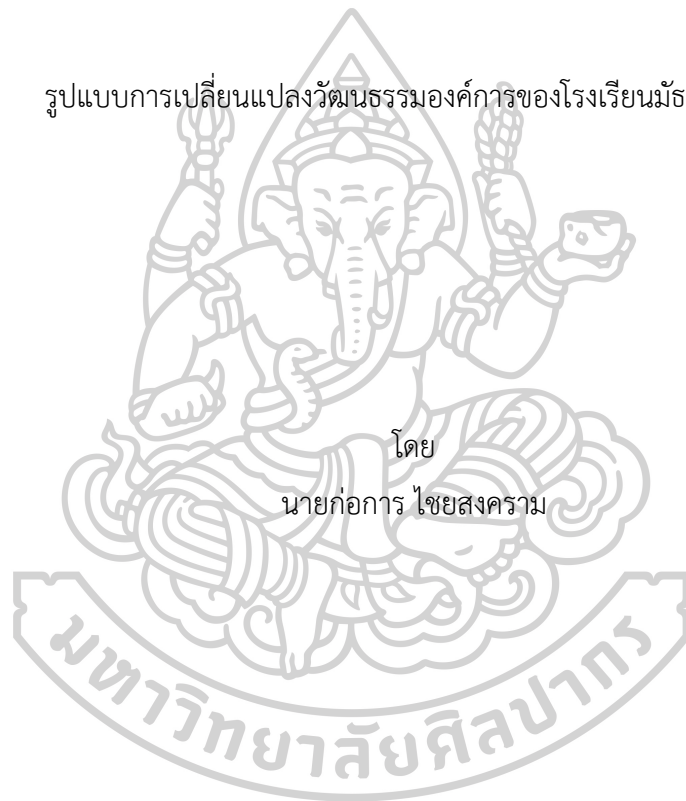 รูปแบบการเปลี่ยนแปลงวัฒนธรรมองค์การของโรงเรียนมัธ
โดย
นายก่อการ ไชยสงคราม
มหาวิทยาลัยศิลปากร